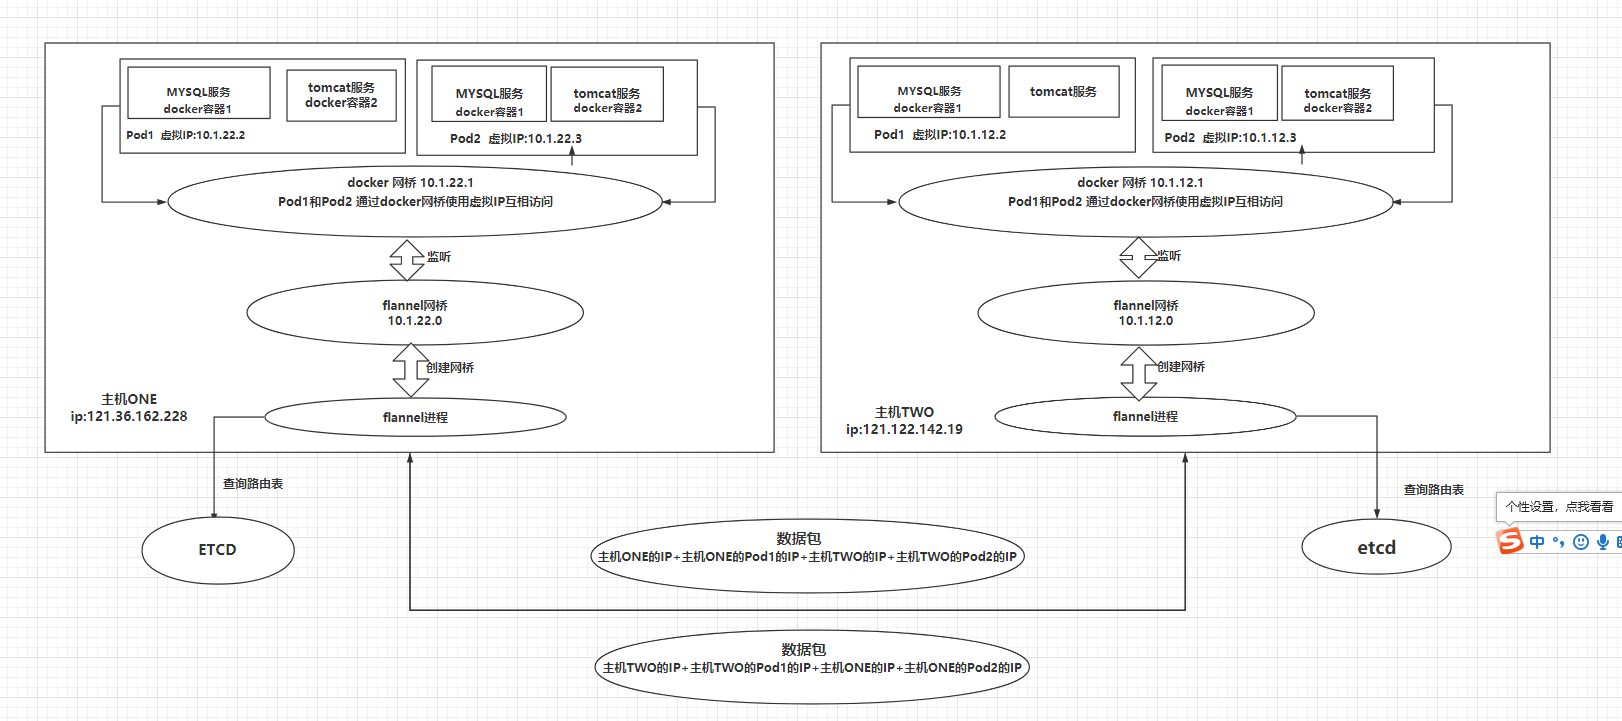 MYSQL服务
docker容器1
tomcat服务
docker容器2
Pod1 虚拟IP:10.1.22.2
MYSQL服务
docker容器1
tomcat服务
docker容器2
Pod2 虚拟IP:10.1.22.3
docker 网桥 10.1.22.1
Pod1和Pod2 通过docker网桥使用虚拟IP互相访问
监听
flannel网桥
10.1.22.0
创建网桥
主机ONE
ip:121.36.162.228
flannel进程
查询路由表
ETCD
MYSQL服务
docker容器1
tomcat服务
Pod1 虚拟IP:10.1.12.2
MYSQL服务
docker容器1
tomcat服务
docker容器2
Pod2 虚拟IP:10.1.12.3
docker 网桥 10.1.12.1
Pod1和Pod2 通过docker网桥使用虚拟IP互相访问
监听
flannel网桥
10.1.12.0
创建网桥
主机TWO
ip:121.122.142.19
flannel进程
查询路由表
etcd
数据包
主机ONE的IP+主机ONE的Pod1的IP+主机TWO的IP+主机TWO的Pod2的IP
数据包
主机TWO的IP+主机TWO的Pod1的IP+主机ONE的IP+主机ONE的Pod2的IP
个性设置，点我看看
S 中 °,